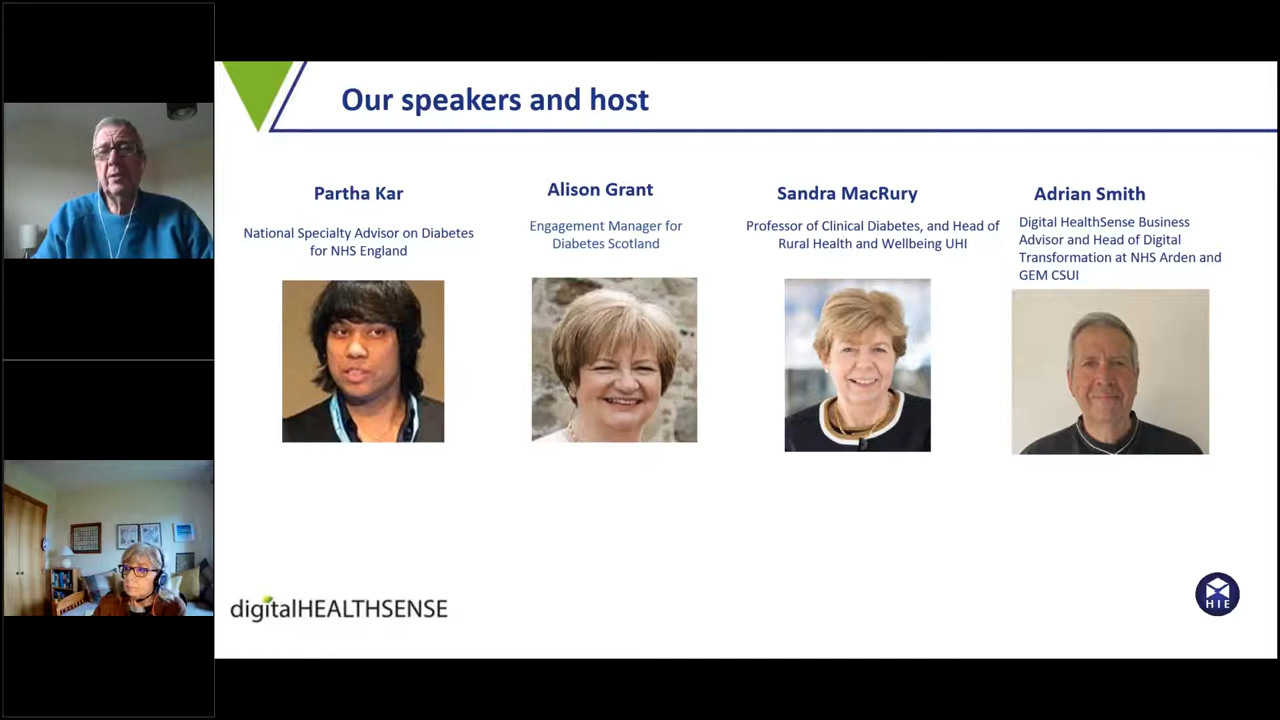 Our speakers and host
Partha Kar
National Specialty Advisor on Diabetes
for NHS England
Alison Grant
Engagement Manager for
Diabetes Scotland
Sandra MacRury
Professor of Clinical Diabetes, and Head of
Rural Health and Wellbeing UHI
Adrian Smith
Digital HealthSense Business
Advisor and Head of Digital
Transformation at NHS Arden and
GEM CSUI
digitalHEALTHSENSE
HIE